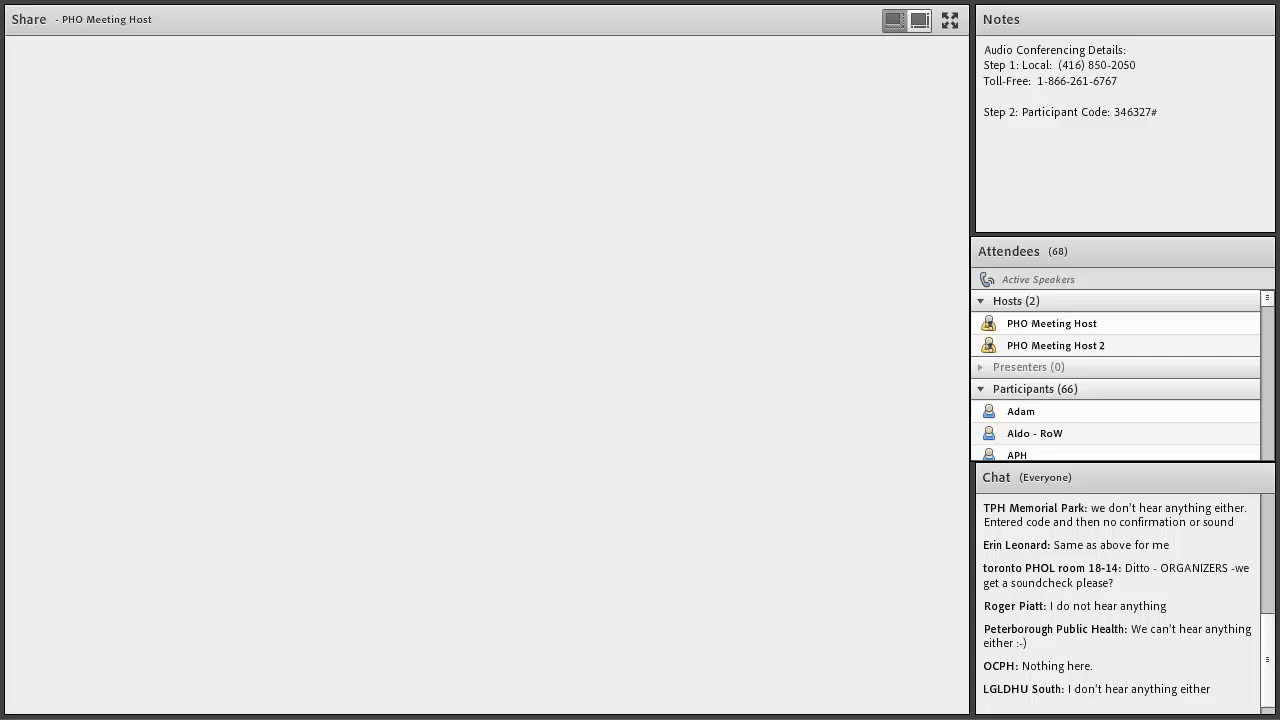 Share - PHO Meeting Host
Notes
Audio Conferencing Details:
Step 1: Local: (416) 850-2050
Toll-Free: 1-866-261-6767
Step 2: Participant Code: 346327#
Attendees (68)
Active Speakers
Hosts (2)
PHO Meeting Host
PHO Meeting Host 2
Presenters (0)
Participants (66)
Adam
Aldo - RoW
APH
Chat (Everyone)
TPH Memorial Park: we don't hear anything either.
Entered code and then no confirmation or sound
Erin Leonard: Same as above for me
toronto PHOL room 18-14: Ditto - ORGANIZERS -we
get a soundcheck please?
Roger Piatt: I do not hear anything
Peterborough Public Health: We can't hear anything
either :-)
OCPH: Nothing here.
LGLDHU South: I don't hear anything either